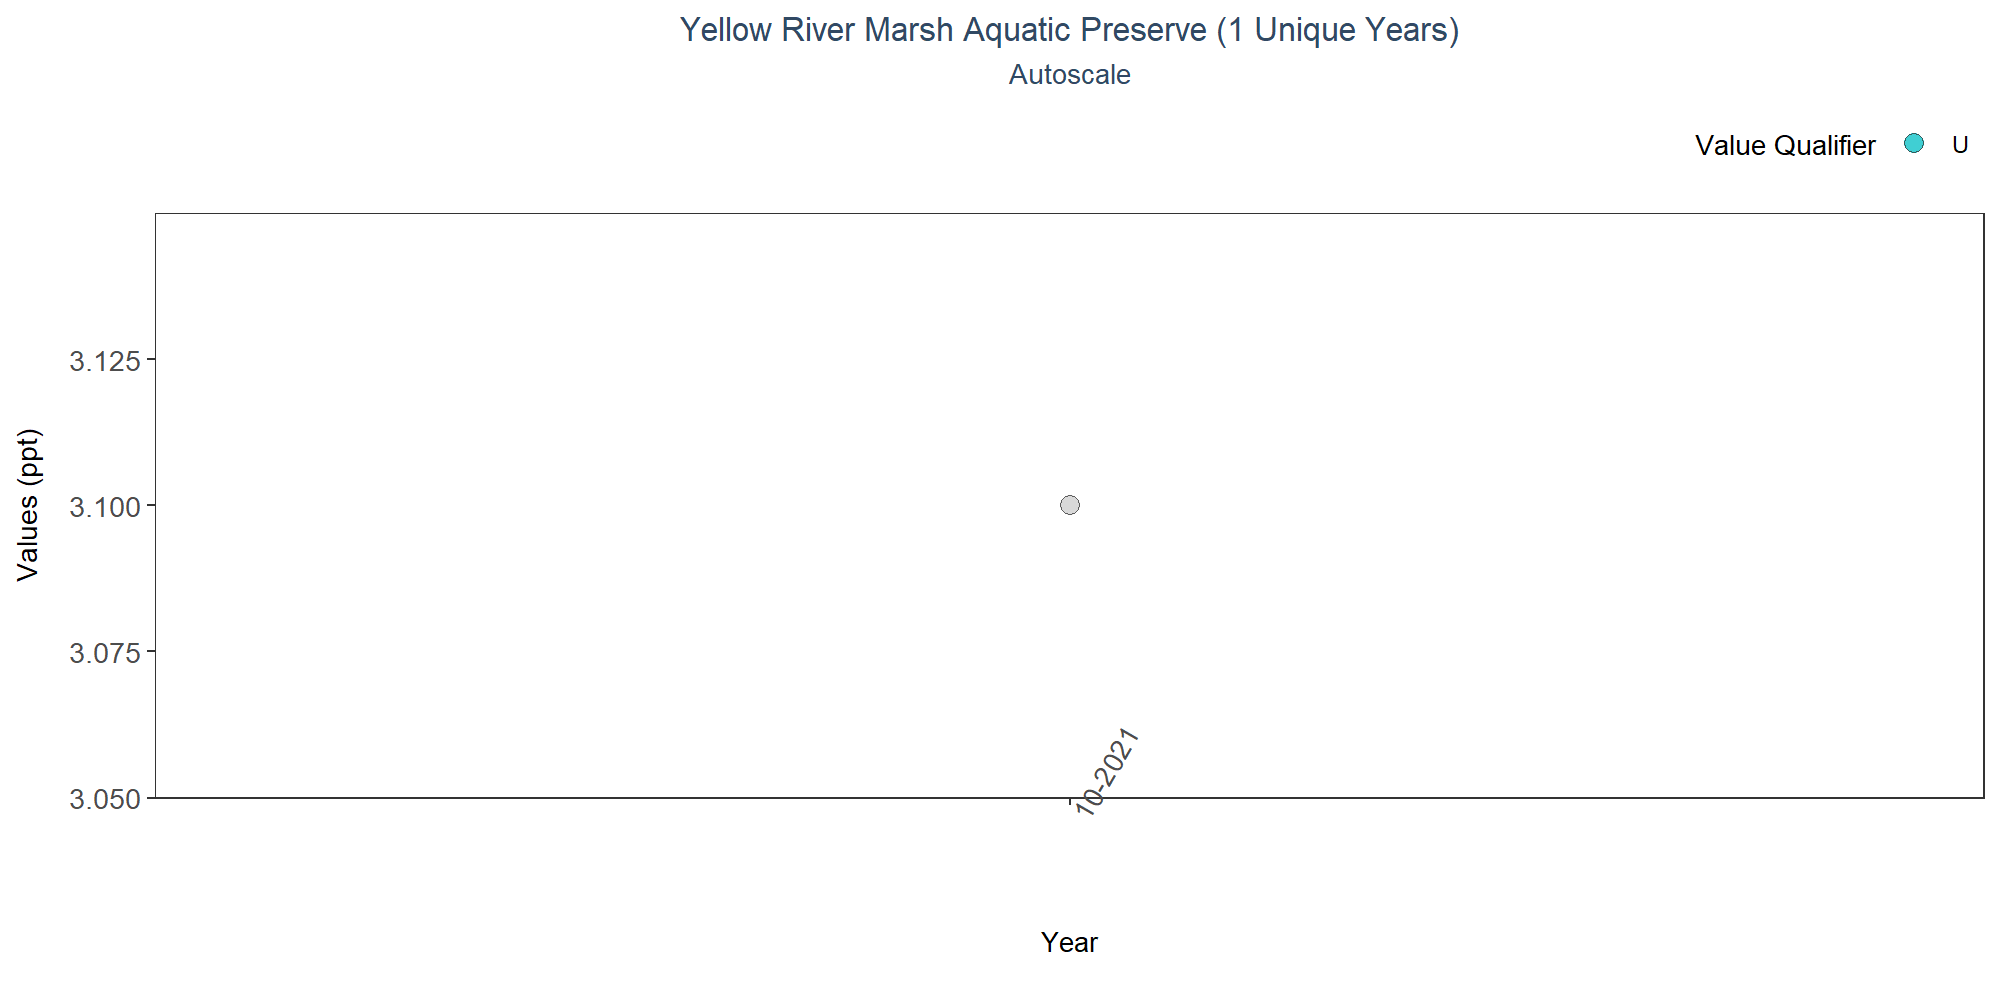 Yellow River Marsh Aquatic Preserve (1 Unique Years)
Autoscale
Value Qualifier U
3.125
3.100
3.075
3.050
Values (ppt)
10-2021
Year